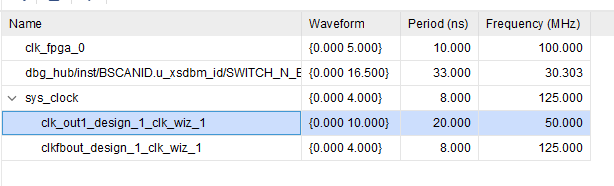 Name Waveform Period (ns) Frequency (MHz)
clk_fpga_0 {0.000 5.000} 10.000 100.000
dbg_hub/inst/BSCANID.u_xsdbm_id/SWITCH_N_E {0.000 16.500} 33.000 30.303
sys_clock {0.000 4.000} 8.000 125.000
clk_out1_design_1_clk_wiz_1 {0.000 10.000} 20.000 50.000
clkfbout_design_1_clk_wiz_1 {0.000 4.000} 8.000 125.000